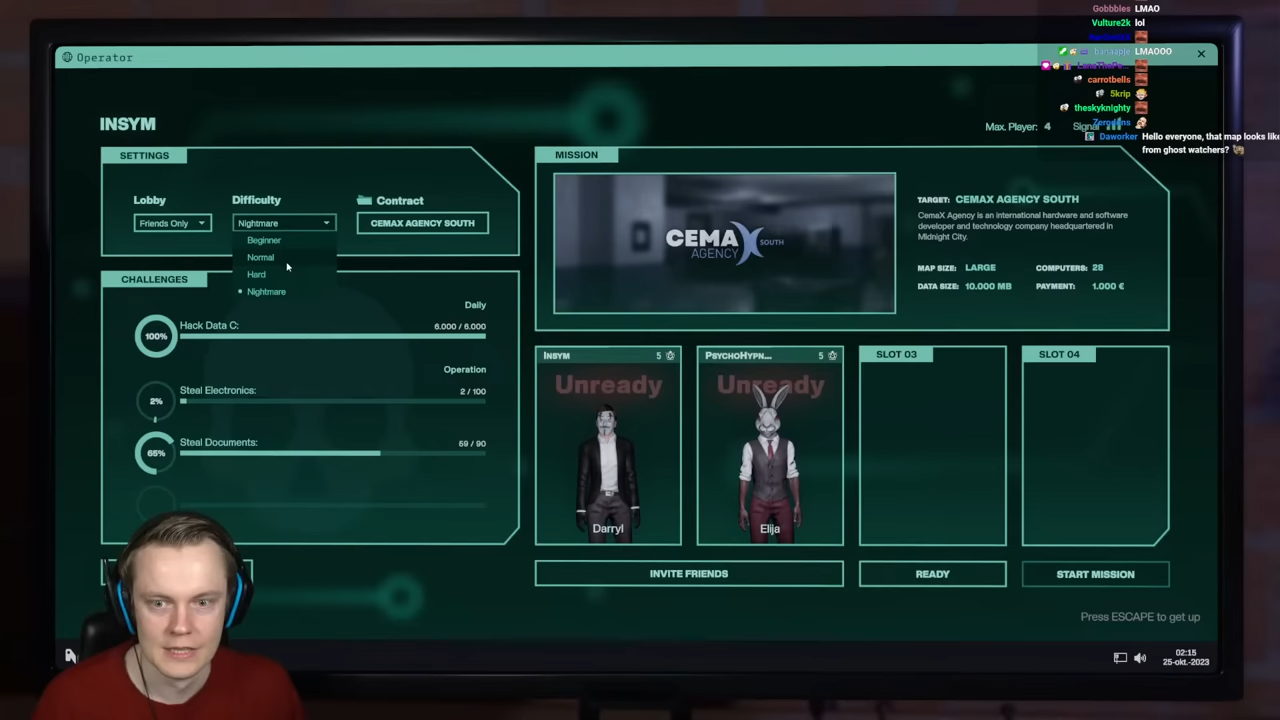 Gobbbles LMAO
Vulture2k lol
Operator
banaapje LMAOOO
LanaThePe...
carrotbells
5krip
theskyknighty
Zerodons
Daworker Hello everyone, that map looks like
from ghost watchers?
INSYM
Max. Player: 4
Signal
SETTINGS
Lobby
Friends Only
Difficulty
Nightmare
Beginner
Normal
Hard
Nightmare
Contract
CEMAX AGENCY SOUTH
MISSION
CEMAX
AGENCY
SOUTH
TARGET: CEMAX AGENCY SOUTH
CemaX Agency is an international hardware and software
developer and technology company headquartered in
Midnight City.
MAP SIZE: LARGE
COMPUTERS: 28
DATA SIZE: 10.000 MB
PAYMENT: 1.000 €
CHALLENGES
Daily
100%
Hack Data C:
6.000 / 6.000
Operation
2%
Steal Electronics:
2 / 100
65%
Steal Documents:
59 / 90
INSYM 5
Unready
Darryl
PSYCHOHYPN... 5
Unready
Elija
SLOT 03
SLOT 04
INVITE FRIENDS
READY
START MISSION
Press ESCAPE to get up
02:15
25-okt.-2023